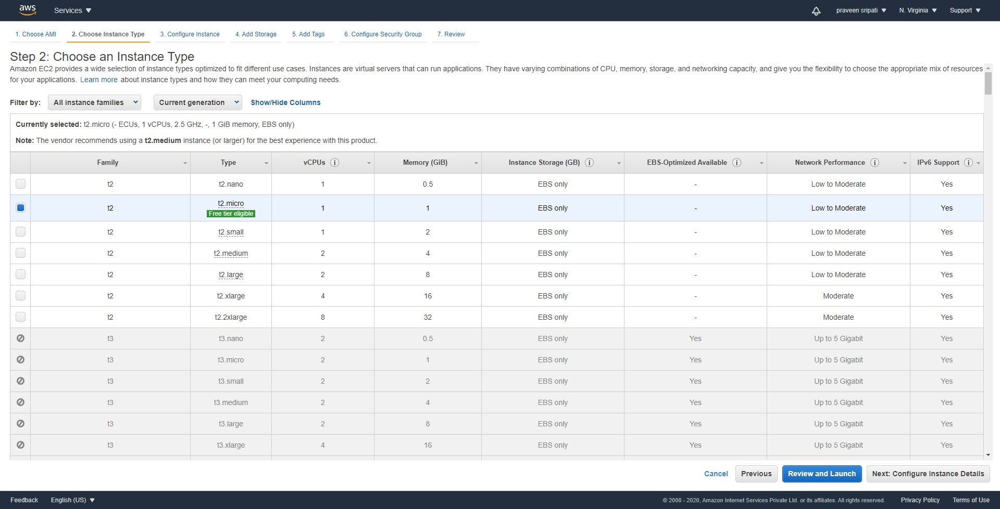 aws Services praveen sripati N. Virginia Support
1. Choose AMI 2. Choose Instance Type 3. Configure Instance 4. Add Storage 5. Add Tags 6. Configure Security Group 7. Review
Step 2: Choose an Instance Type
Amazon EC2 provides a wide selection of instance types optimized to fit different use cases. Instances are virtual servers that can run applications. They have varying combinations of CPU, memory, storage, and networking capacity, and give you the flexibility to choose the appropriate mix of resources
for your applications. Learn more about instance types and how they can meet your computing needs.
Filter by: All instance families Current generation Show/Hide Columns
Currently selected: t2.micro (- ECUs, 1 vCPUs, 2.5 GHz, -, 1 GiB memory, EBS only)
Note: The vendor recommends using a t2.medium instance (or larger) for the best experience with this product.
Family Type vCPUs i Memory (GiB) Instance Storage (GB) i EBS-Optimized Available i Network Performance i IPv6 Support i
t2 t2.nano 1 0.5 EBS only - Low to Moderate Yes
t2 t2.micro 1 1 EBS only - Low to Moderate Yes
Free tier eligible
t2 t2.small 1 2 EBS only - Low to Moderate Yes
t2 t2.medium 2 4 EBS only - Low to Moderate Yes
t2 t2.large 2 8 EBS only - Low to Moderate Yes
t2 t2.xlarge 4 16 EBS only - Moderate Yes
t2 t2.2xlarge 8 32 EBS only - Moderate Yes
t3 t3.nano 2 0.5 EBS only Yes Up to 5 Gigabit Yes
t3 t3.micro 2 1 EBS only Yes Up to 5 Gigabit Yes
t3 t3.small 2 2 EBS only Yes Up to 5 Gigabit Yes
t3 t3.medium 2 4 EBS only Yes Up to 5 Gigabit Yes
t3 t3.large 2 8 EBS only Yes Up to 5 Gigabit Yes
t3 t3.xlarge 4 16 EBS only Yes Up to 5 Gigabit Yes
Cancel Previous Review and Launch Next: Configure Instance Details
Feedback English (US) © 2008 - 2020, Amazon Internet Services Private Ltd. or its affiliates. All rights reserved. Privacy Policy Terms of Use